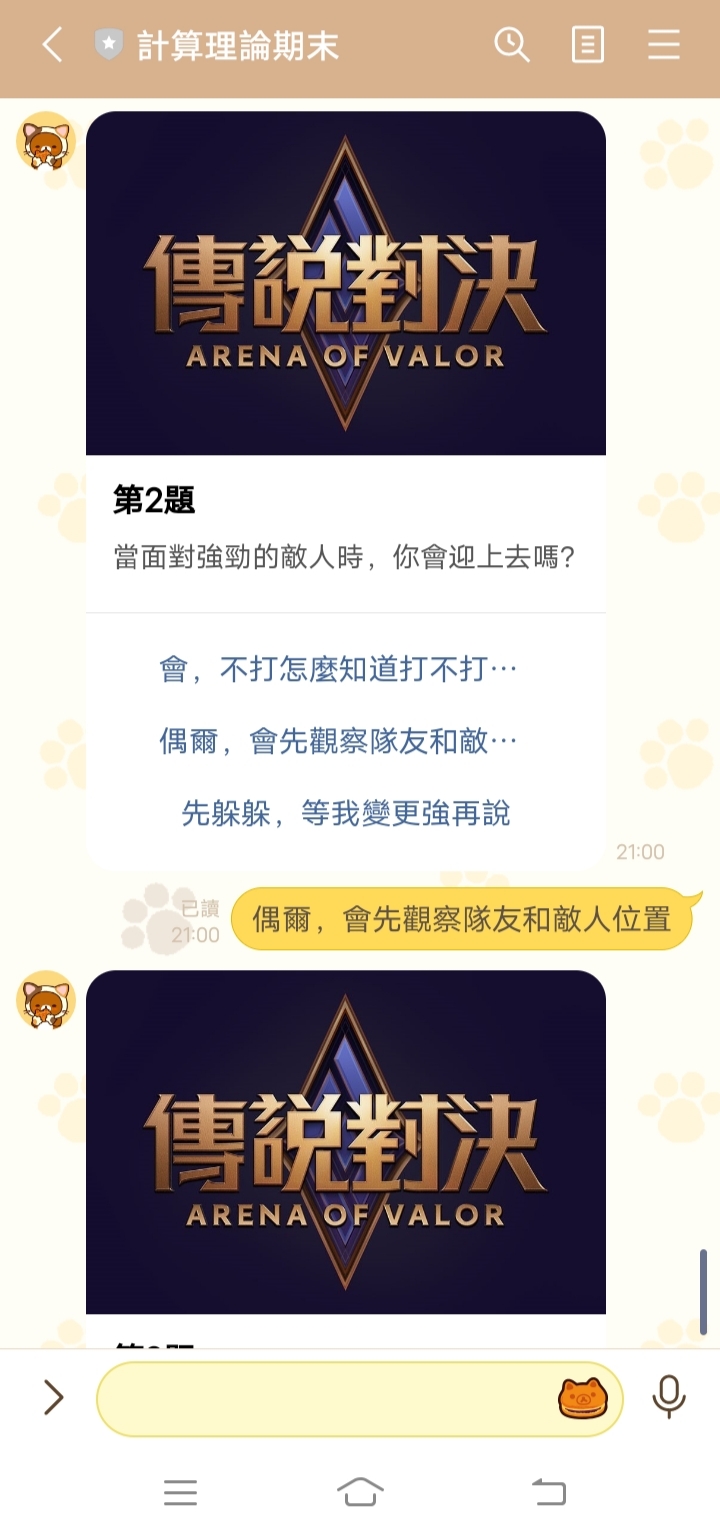 計算理論期末
傳說對決
ARENA OF VALOR
第2題
當面對強勁的敵人時，你會迎上去嗎?
會，不打怎麼知道打不打…
偶爾，會先觀察隊友和敵…
先躲躲，等我變更強再說
21:00
已讀
21:00
偶爾，會先觀察隊友和敵人位置
傳說對決
ARENA OF VALOR